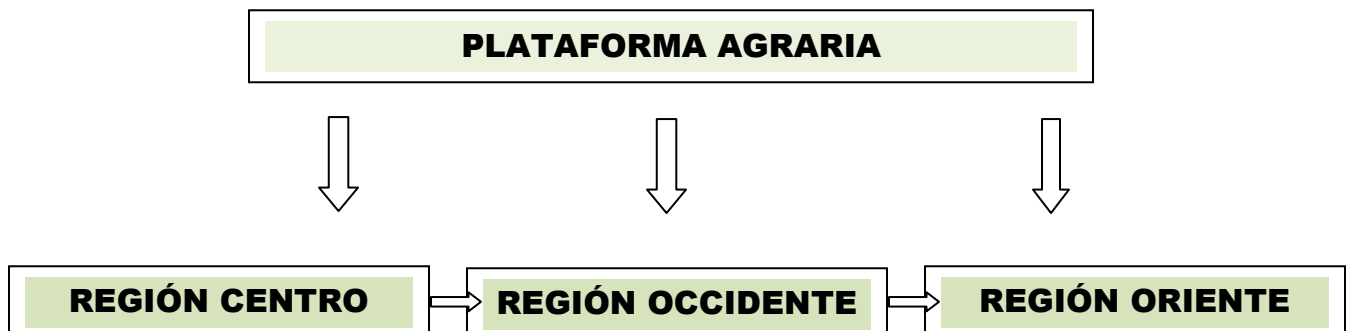 PLATAFORMA AGRARIA
REGIÓN CENTRO
REGIÓN OCCIDENTE
REGIÓN ORIENTE